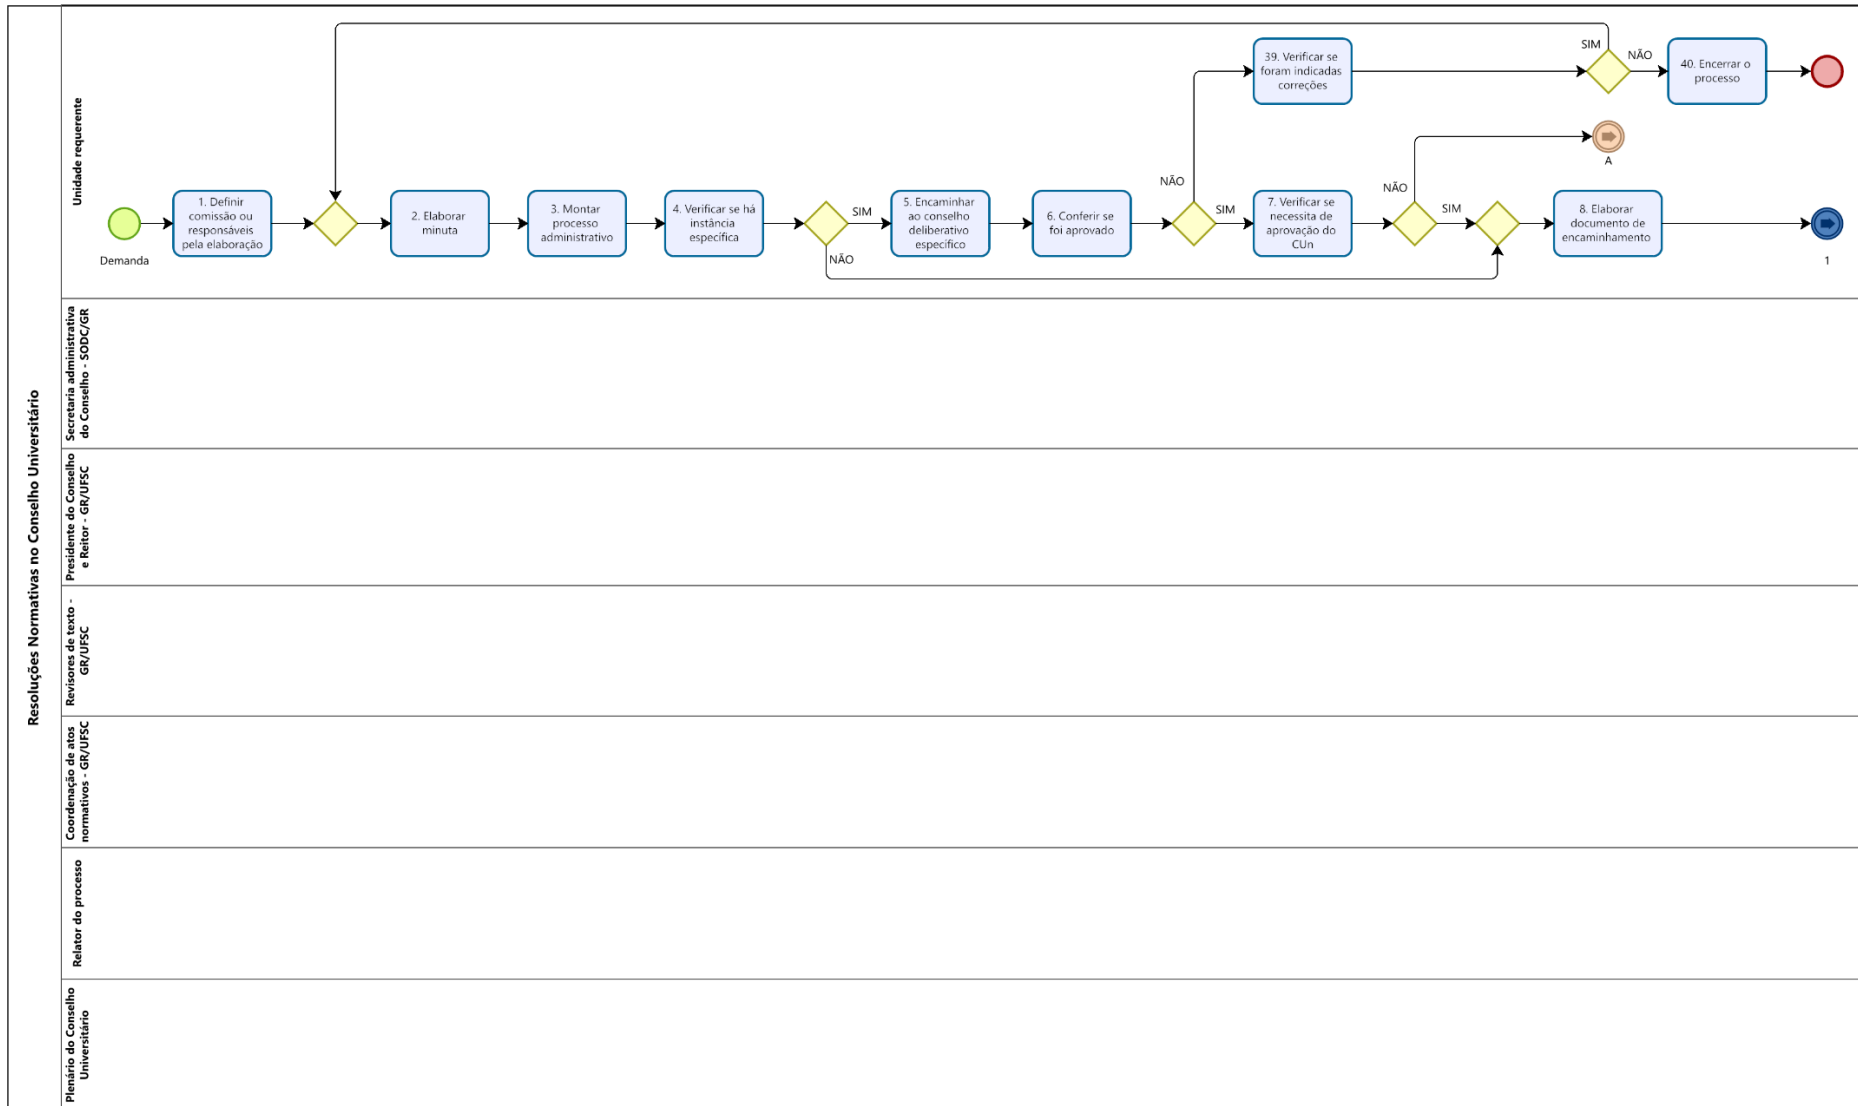 Resoluções Normativas no Conselho Universitário
Unidade requerente
Demanda
1. Definir
comissão ou
responsáveis
pela elaboração
2. Elaborar
minuta
3. Montar
processo
administrativo
4. Verificar se há
instância
específica
SIM
NÃO
5. Encaminhar
ao conselho
deliberativo
específico
6. Conferir se
foi aprovado
NÃO
SIM
39. Verificar se
foram indicadas
correções
SIM
NÃO
40. Encerrar o
processo
7. Verificar se
necessita de
aprovação do
CUn
NÃO
SIM
A
8. Elaborar
documento de
encaminhamento
1
Secretaria administrativa
do Conselho - SODC/GR
Presidente do Conselho
e Reitor - GR/UFSC
Revisores de texto -
GR/UFSC
Coordenação de atos
normativos - GR/UFSC
Relator do processo
Plenário do Conselho
Universitário